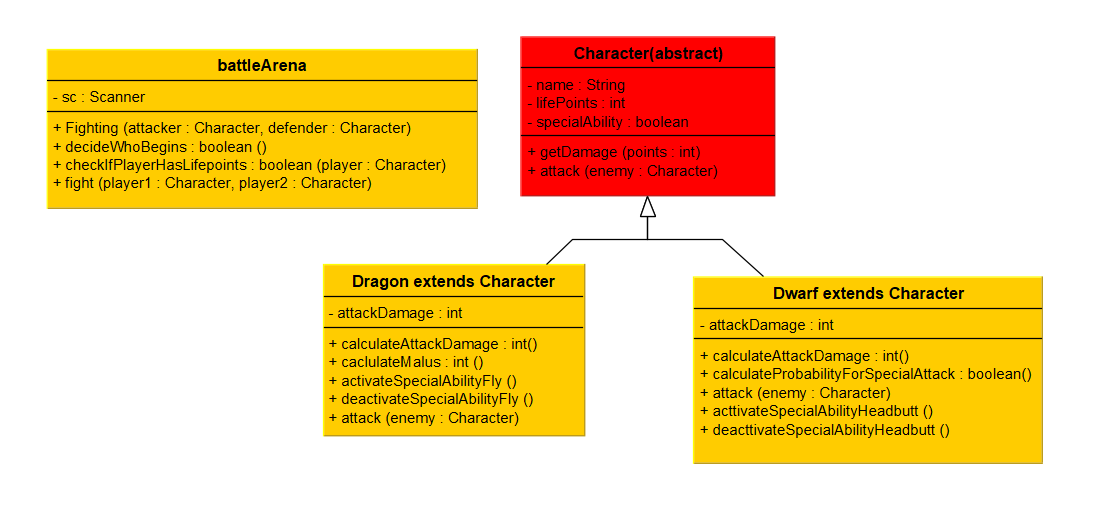 battleArena
- sc : Scanner
+ Fighting (attacker : Character, defender : Character)
+ decideWhoBegins : boolean ()
+ checkIfPlayerHasLifepoints : boolean (player : Character)
+ fight (player1 : Character, player2 : Character)
Character(abstract)
- name : String
- lifePoints : int
- specialAbility : boolean
+ getDamage (points : int)
+ attack (enemy : Character)
Dragon extends Character
- attackDamage : int
+ calculateAttackDamage : int()
+ caclulateMalus : int ()
+ activateSpecialAbilityFly ()
+ deactivateSpecialAbilityFly ()
+ attack (enemy : Character)
Dwarf extends Character
- attackDamage : int
+ calculateAttackDamage : int()
+ calculateProbabilityForSpecialAttack : boolean()
+ attack (enemy : Character)
+ acttivateSpecialAbilityHeadbutt ()
+ deacttivateSpecialAbilityHeadbutt ()